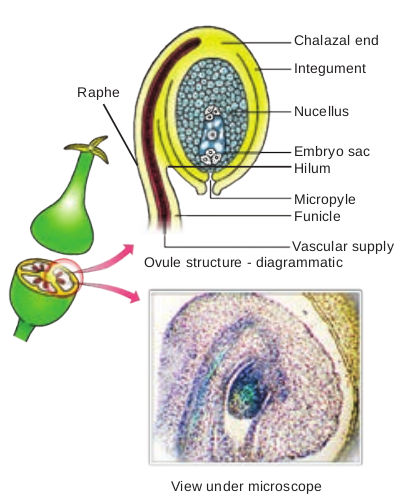 Chalazal end
Integument
Raphe
Nucellus
Embryo sac
Hilum
Micropyle
Funicle
Vascular supply
Ovule structure - diagrammatic
View under microscope